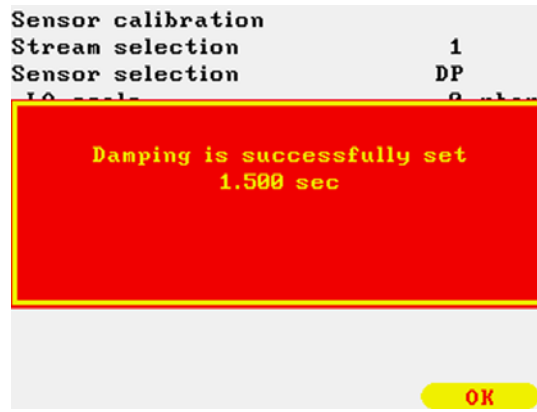 Sensor calibration
Stream selection 1
Sensor selection DP
Damping is successfully set
1.500 sec
OK